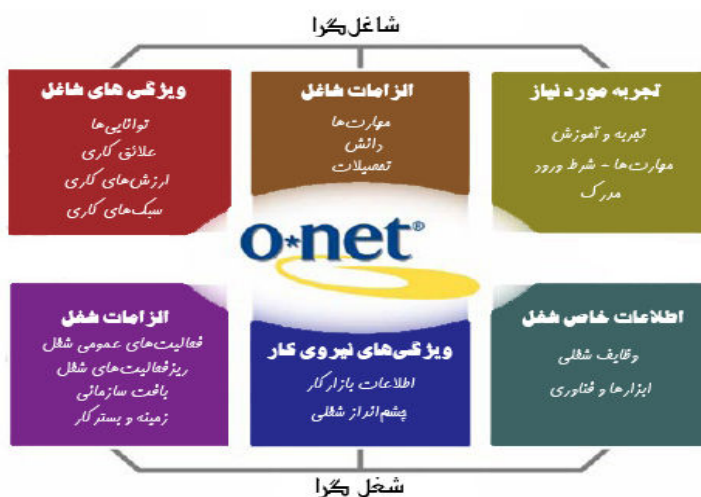 شاغل‌گرا
تجربه مورد نیاز
تجربه و آموزش
مهارت‌ها - شرط ورود
مدرک
الزامات شاغل
مهارت‌ها
دانش
تحصیلات
ویژگی های شاغل
توانایی‌ها
علائق کاری
ارزش‌های کاری
سبک‌های کاری
o*net®
اطلاعات خاص شغل
وظایف شغلی
ابزارها و فناوری
ویژگی‌های نیروی کار
اطلاعات بازار کار
چشم‌انداز شغلی
الزامات شغل
فعالیت‌های عمومی شغل
ریزفعالیت‌های شغل
بافت سازمانی
زمینه و بستر کار
شغل گرا